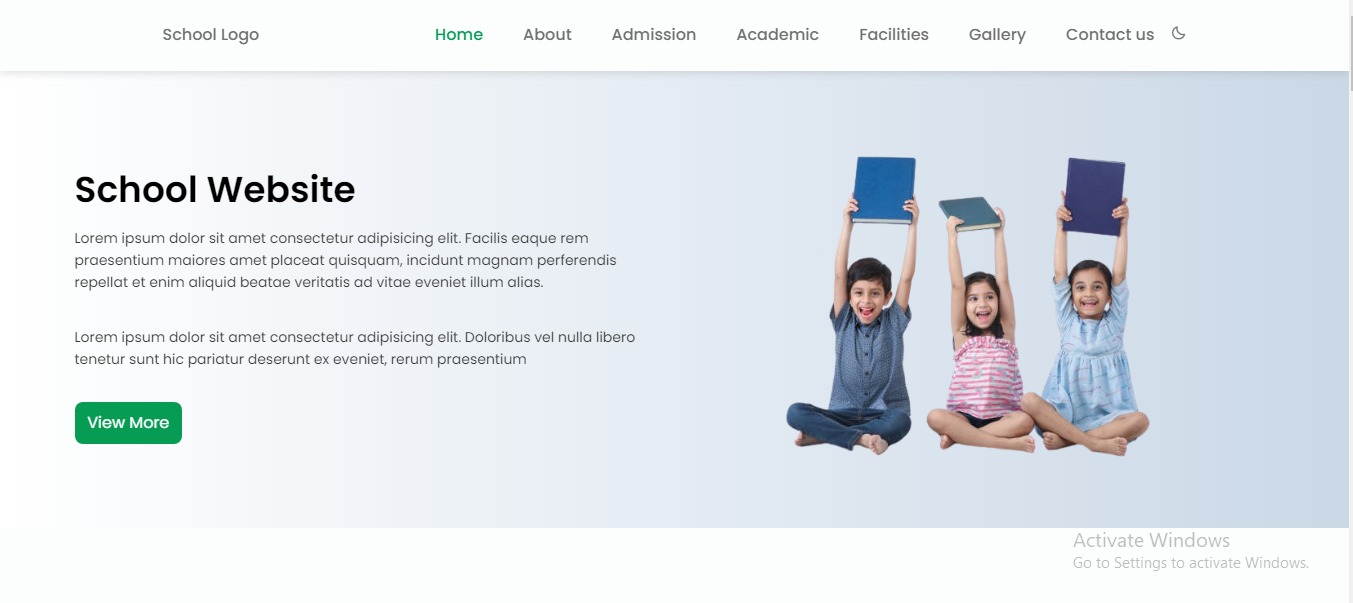 School Logo
Home
About
Admission
Academic
Facilities
Gallery
Contact us
School Website
Lorem ipsum dolor sit amet consectetur adipisicing elit. Facilis eaque rem
praesentium maiores amet placeat quisquam, incidunt magnam perferendis
repellat et enim aliquid beatae veritatis ad vitae eveniet illum alias.
Lorem ipsum dolor sit amet consectetur adipisicing elit. Doloribus vel nulla libero
tenetur sunt hic pariatur deserunt ex eveniet, rerum praesentium
View More
Activate Windows
Go to Settings to activate Windows.